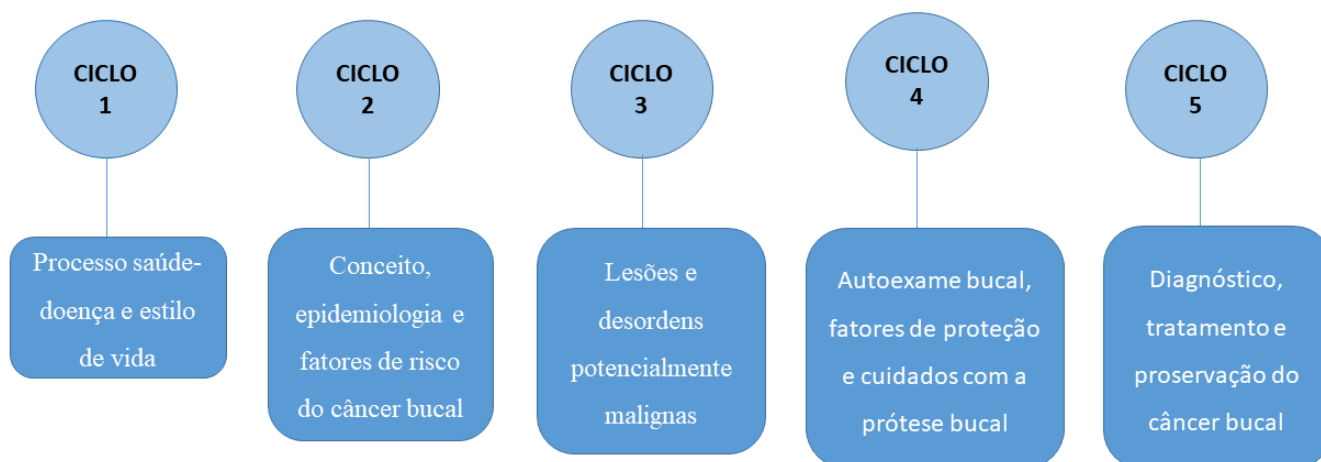 CICLO
1
Processo saúde-
doença e estilo
de vida
CICLO
2
Conceito,
epidemiologia e
fatores de risco
do câncer bucal
CICLO
3
Lesões e
desordens
potencialmente
malignas
CICLO
4
Autoexame bucal,
fatores de proteção
e cuidados com a
prótese bucal
CICLO
5
Diagnóstico,
tratamento e
proservação do
câncer bucal